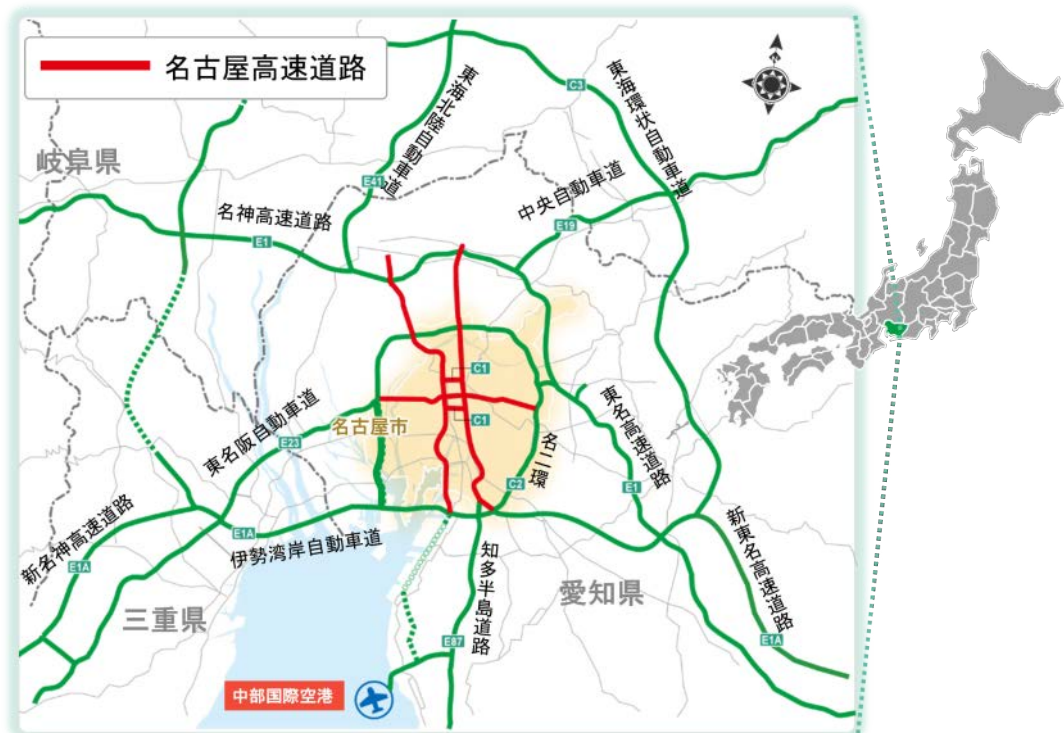 名古屋高速道路
岐阜県
東海北陸自動車道
E41
C3
東海環状自動車道
中央自動車道
E19
名神高速道路
E1
C1
C1
名古屋市
東名阪自動車道
E23
名二環
C2
東名高速道路
E1
新名神高速道路
E1A
E1A
伊勢湾岸自動車道
知多半島道路
E87
新東名高速道路
E1A
三重県
愛知県
中部国際空港